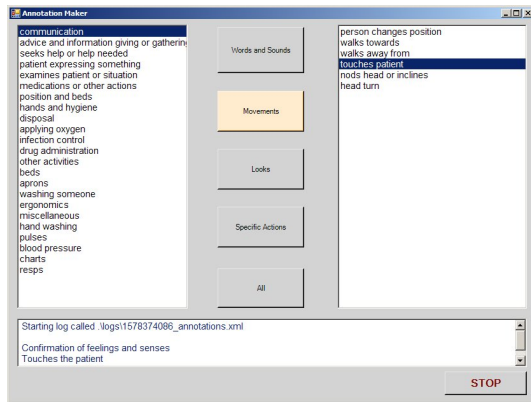 Annotation Maker
communication
advice and information giving or gathering
seeks help or help needed
patient expressing something
examines patient or situation
medications or other actions
position and beds
hands and hygiene
disposal
applying oxygen
infection control
drug administration
other activities
beds
aprons
washing someone
ergonomics
miscellaneous
hand washing
pulses
blood pressure
charts
resps
Words and Sounds
Movements
Looks
Specific Actions
All
person changes position
walks towards
walks away from
touches patient
nods head or inclines
head turn
Starting log called .\logs\1578374086_annotations.xml
Confirmation of feelings and senses
Touches the patient
STOP